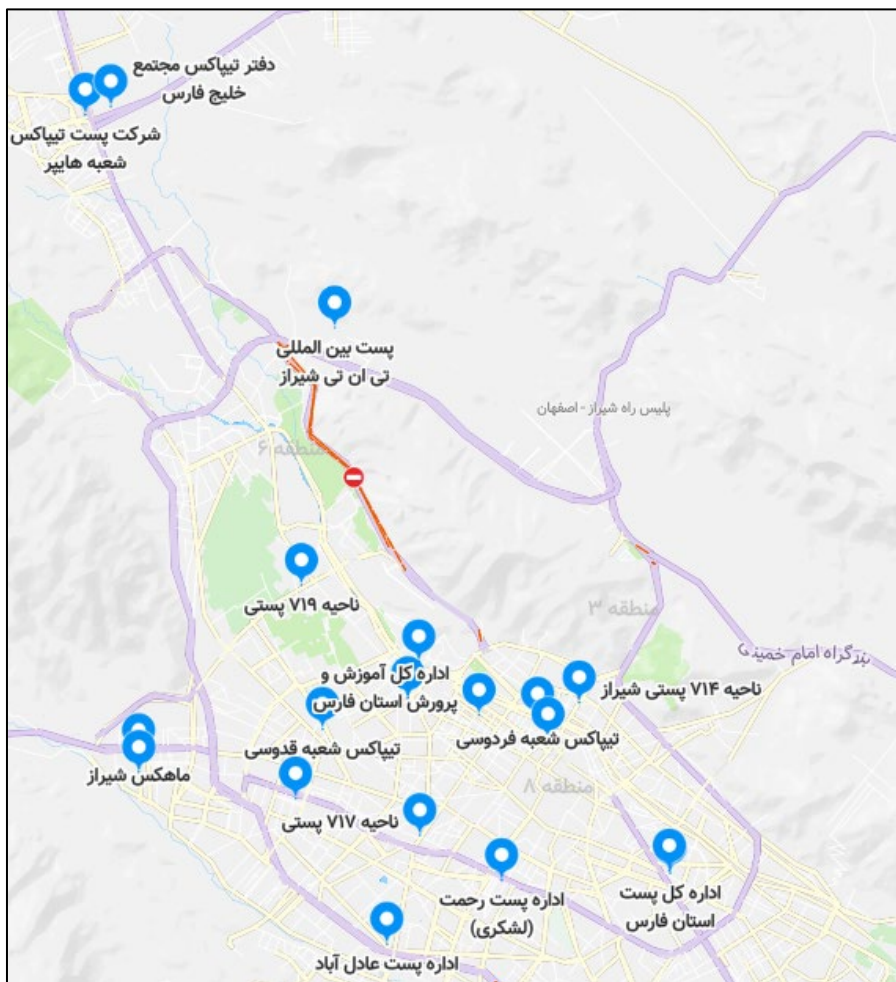 دفتر تیپاکس مجتمع
خلیج فارس
شرکت پست تیپاکس
شعبه هایپر
پست بین المللی
تی ان تی شیراز
پلیس راه شیراز - اصفهان
منطقه ۶
ناحیه ۷۱۹ پستی
منطقه ۳
بزرگراه امام خمینی
اداره کل آموزش و
پرورش استان فارس
ناحیه ۷۱۴ پستی شیراز
تیپاکس شعبه فردوسی
تیپاکس شعبه قدوسی
ماهکس شیراز
منطقه ۸
ناحیه ۷۱۷ پستی
اداره پست رحمت
(لشکری)
اداره کل پست
استان فارس
اداره پست عادل آباد